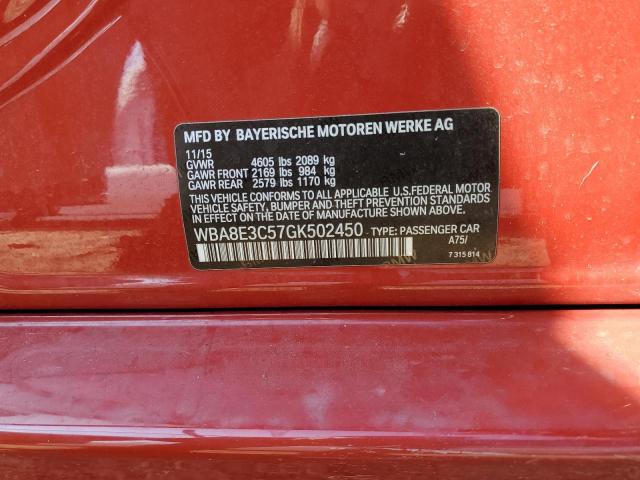 MFD BY BAYERISCHE MOTOREN WERKE AG
11/15
GVWR 4605 lbs 2089 kg
GAWR FRONT 2169 lbs 984 kg
GAWR REAR 2579 lbs 1170 kg
THIS VEHICLE CONFORMS TO ALL APPLICABLE U.S.FEDERAL MOTOR
VEHICLE SAFETY, BUMPER AND THEFT PREVENTION STANDARDS
IN EFFECT ON THE DATE OF MANUFACTURE SHOWN ABOVE.
WBA8E3C57GK502450 TYPE: PASSENGER CAR
A75/
7 315 814